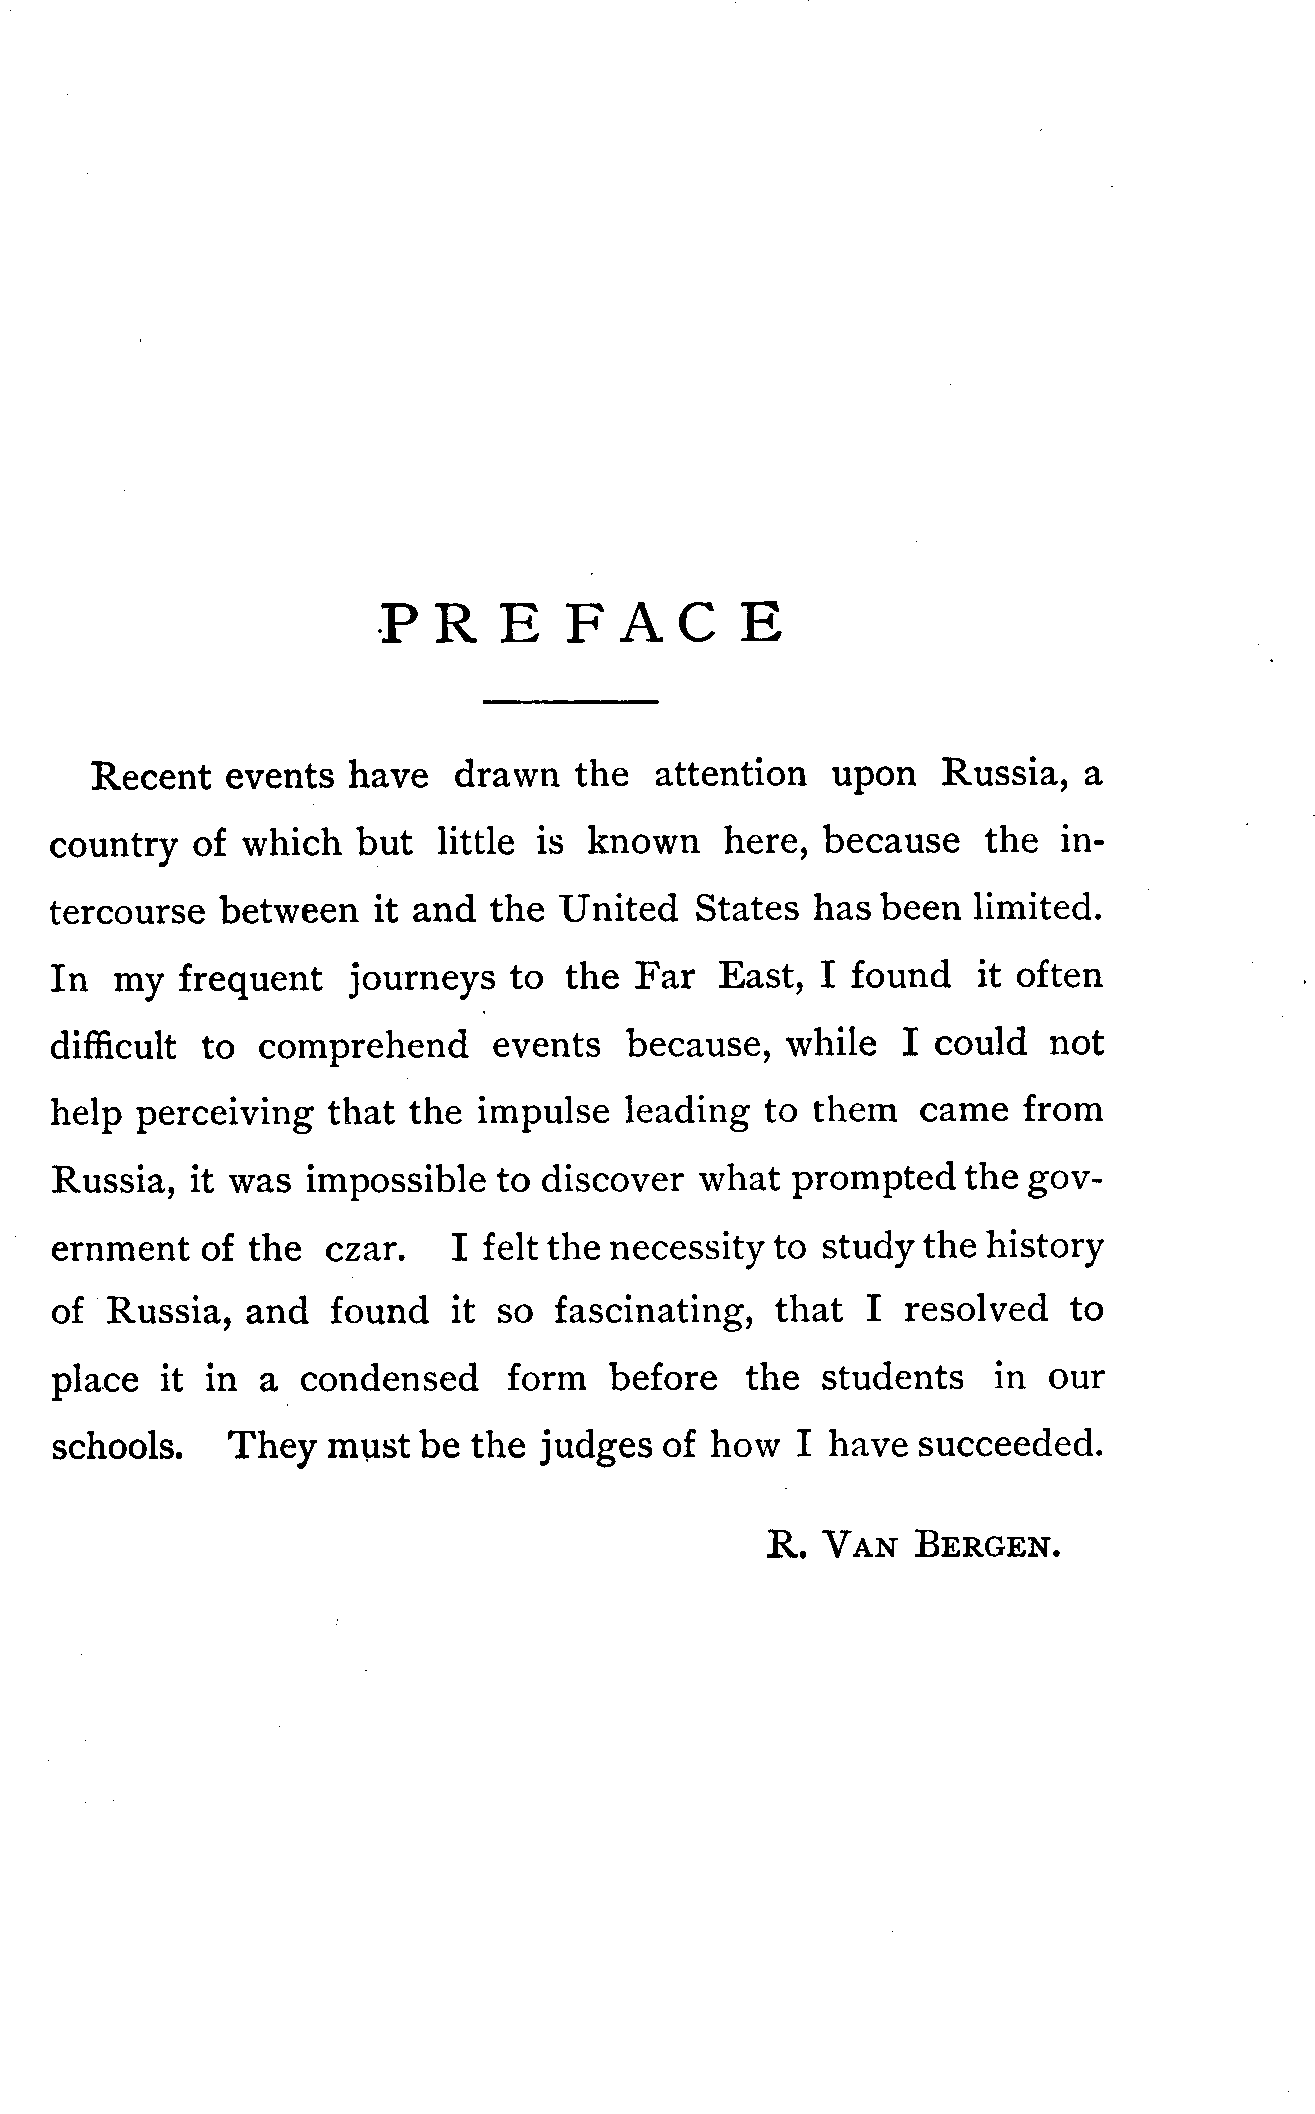 PREFACE
Recent events have drawn the attention upon Russia, a
country of which but little is known here, because the in-
tercourse between it and the United States has been limited.
In my frequent journeys to the Far East, I found it often
difficult to comprehend events because, while I could not
help perceiving that the impulse leading to them came from
Russia, it was impossible to discover what prompted the gov-
ernment of the czar. I felt the necessity to study the history
of Russia, and found it so fascinating, that I resolved to
place it in a condensed form before the students in our
schools. They must be the judges of how I have succeeded.
R. VAN BERGEN.